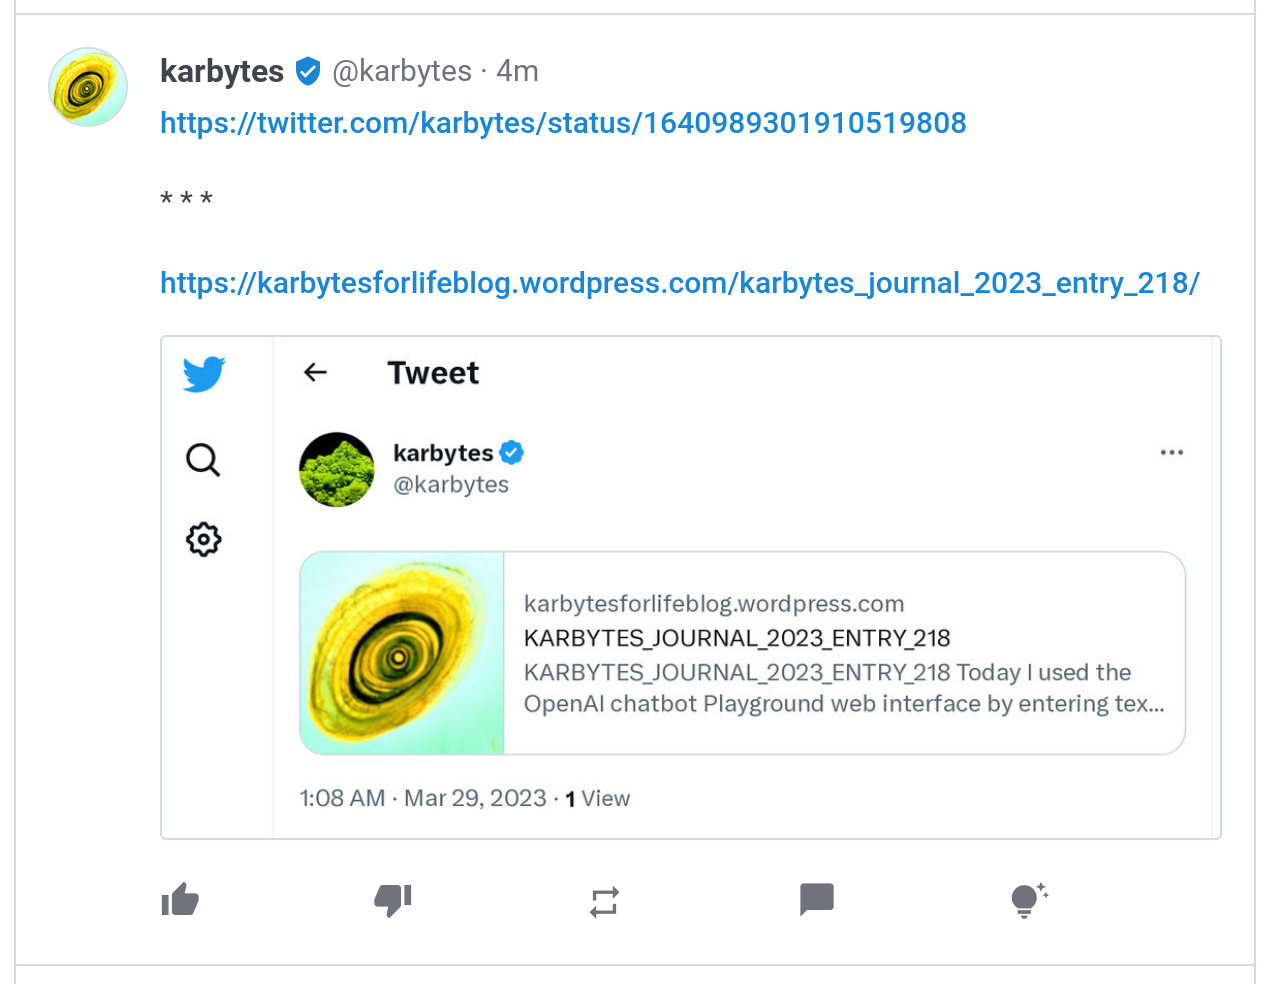 karbytes @karbytes · 4m
https://twitter.com/karbytes/status/1640989301910519808
* * *
https://karbytesforlifeblog.wordpress.com/karbytes_journal_2023_entry_218/
Tweet
karbytes
@karbytes
karbytesforlifeblog.wordpress.com
KARBYTES_JOURNAL_2023_ENTRY_218
KARBYTES_JOURNAL_2023_ENTRY_218 Today I used the
OpenAI chatbot Playground web interface by entering tex...
1:08 AM · Mar 29, 2023 · 1 View